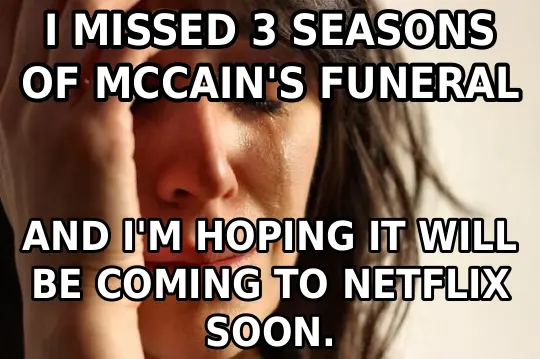 I MISSED 3 SEASONS
OF MCCAIN'S FUNERAL
AND I'M HOPING IT WILL
BE COMING TO NETFLIX
SOON.